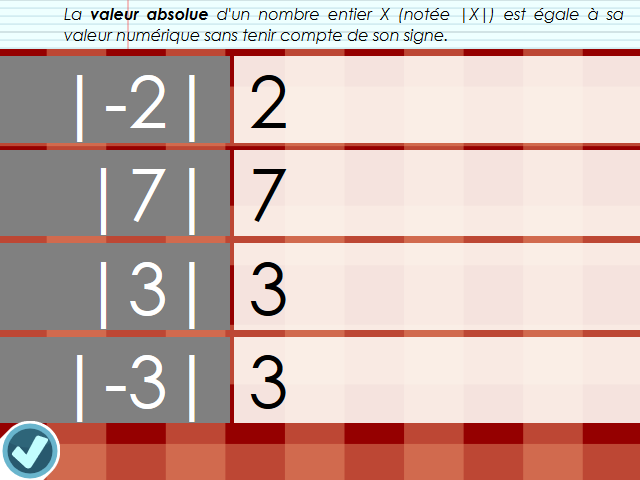 La valeur absolue d'un nombre entier X (notée |X|) est égale à sa
valeur numérique sans tenir compte de son signe.
|-2| 2
|7| 7
|3| 3
|-3| 3